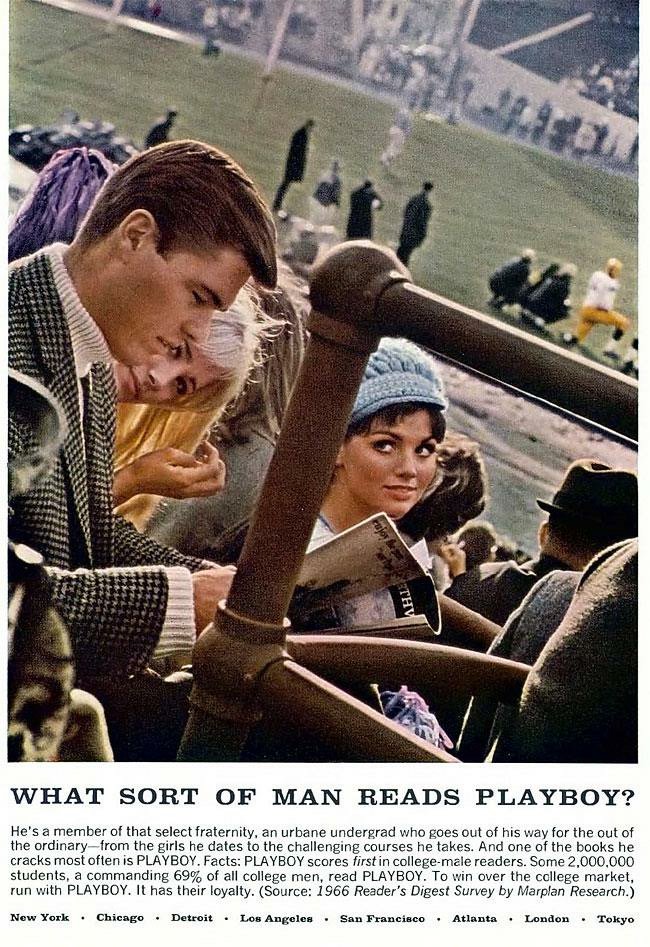 WHAT SORT OF MAN READS PLAYBOY?
He's a member of that select fraternity, an urbane undergrad who goes out of his way for the out of
the ordinary—from the girls he dates to the challenging courses he takes. And one of the books he
cracks most often is PLAYBOY. Facts: PLAYBOY scores first in college-male readers. Some 2,000,000
students, a commanding 69% of all college men, read PLAYBOY. To win over the college market,
run with PLAYBOY. It has their loyalty. (Source: 1966 Reader's Digest Survey by Marplan Research.)
New York • Chicago • Detroit • Los Angeles • San Francisco • Atlanta • London • Tokyo